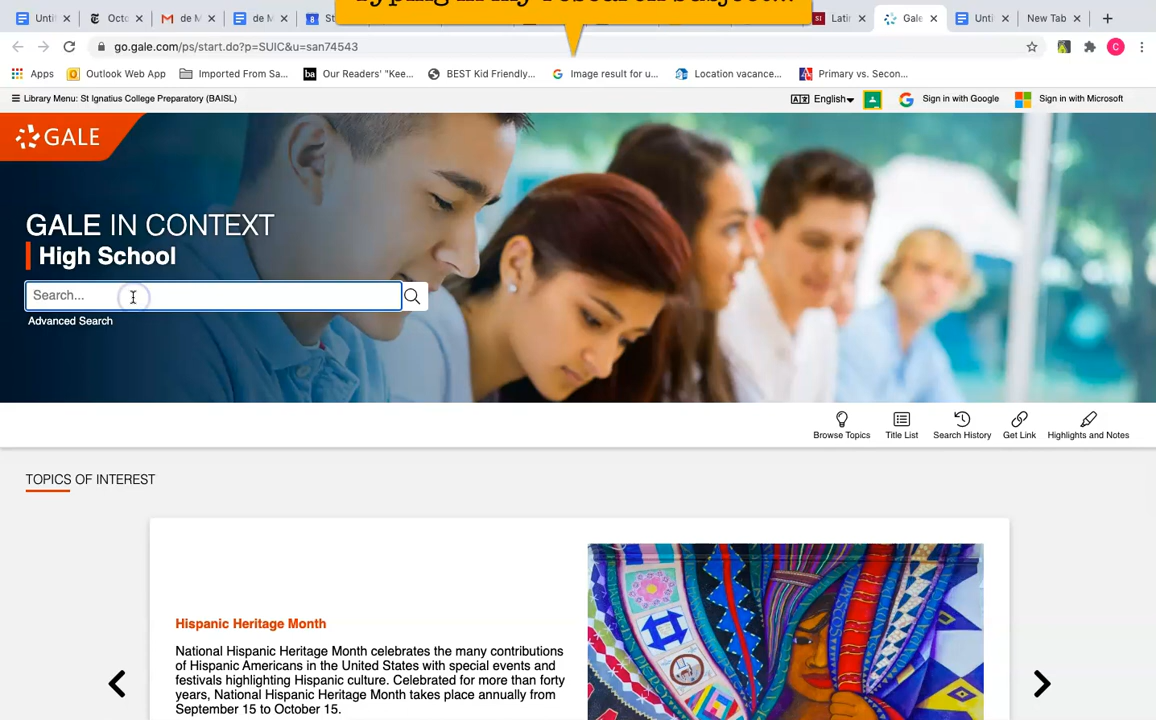 Typing in my research subject...
Unti
Octo
de M
de M
St
Latin
Gale
Unti
New Tab
go.gale.com/ps/start.do?p=SUIC&u=san74543
C
Apps
Outlook Web App
Imported From Sa...
ba
Our Readers' "Kee...
BEST Kid Friendly...
Image result for u...
Location vacance...
Primary vs. Secon...
Library Menu: St Ignatius College Preparatory (BAISL)
English
Sign in with Google
Sign in with Microsoft
GALE
GALE IN CONTEXT
High School
Search...
Advanced Search
Browse Topics
Title List
Search History
Get Link
Highlights and Notes
TOPICS OF INTEREST
Hispanic Heritage Month
National Hispanic Heritage Month celebrates the many contributions
of Hispanic Americans in the United States with special events and
festivals highlighting Hispanic culture. Celebrated for more than forty
years, National Hispanic Heritage Month takes place annually from
September 15 to October 15.